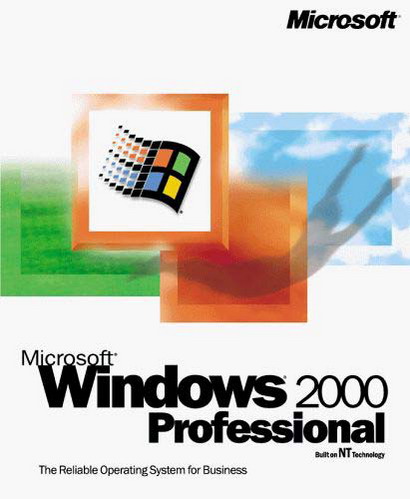 Microsoft®
Microsoft®
Windows® 2000
Professional
Built on NT Technology
The Reliable Operating System for Business